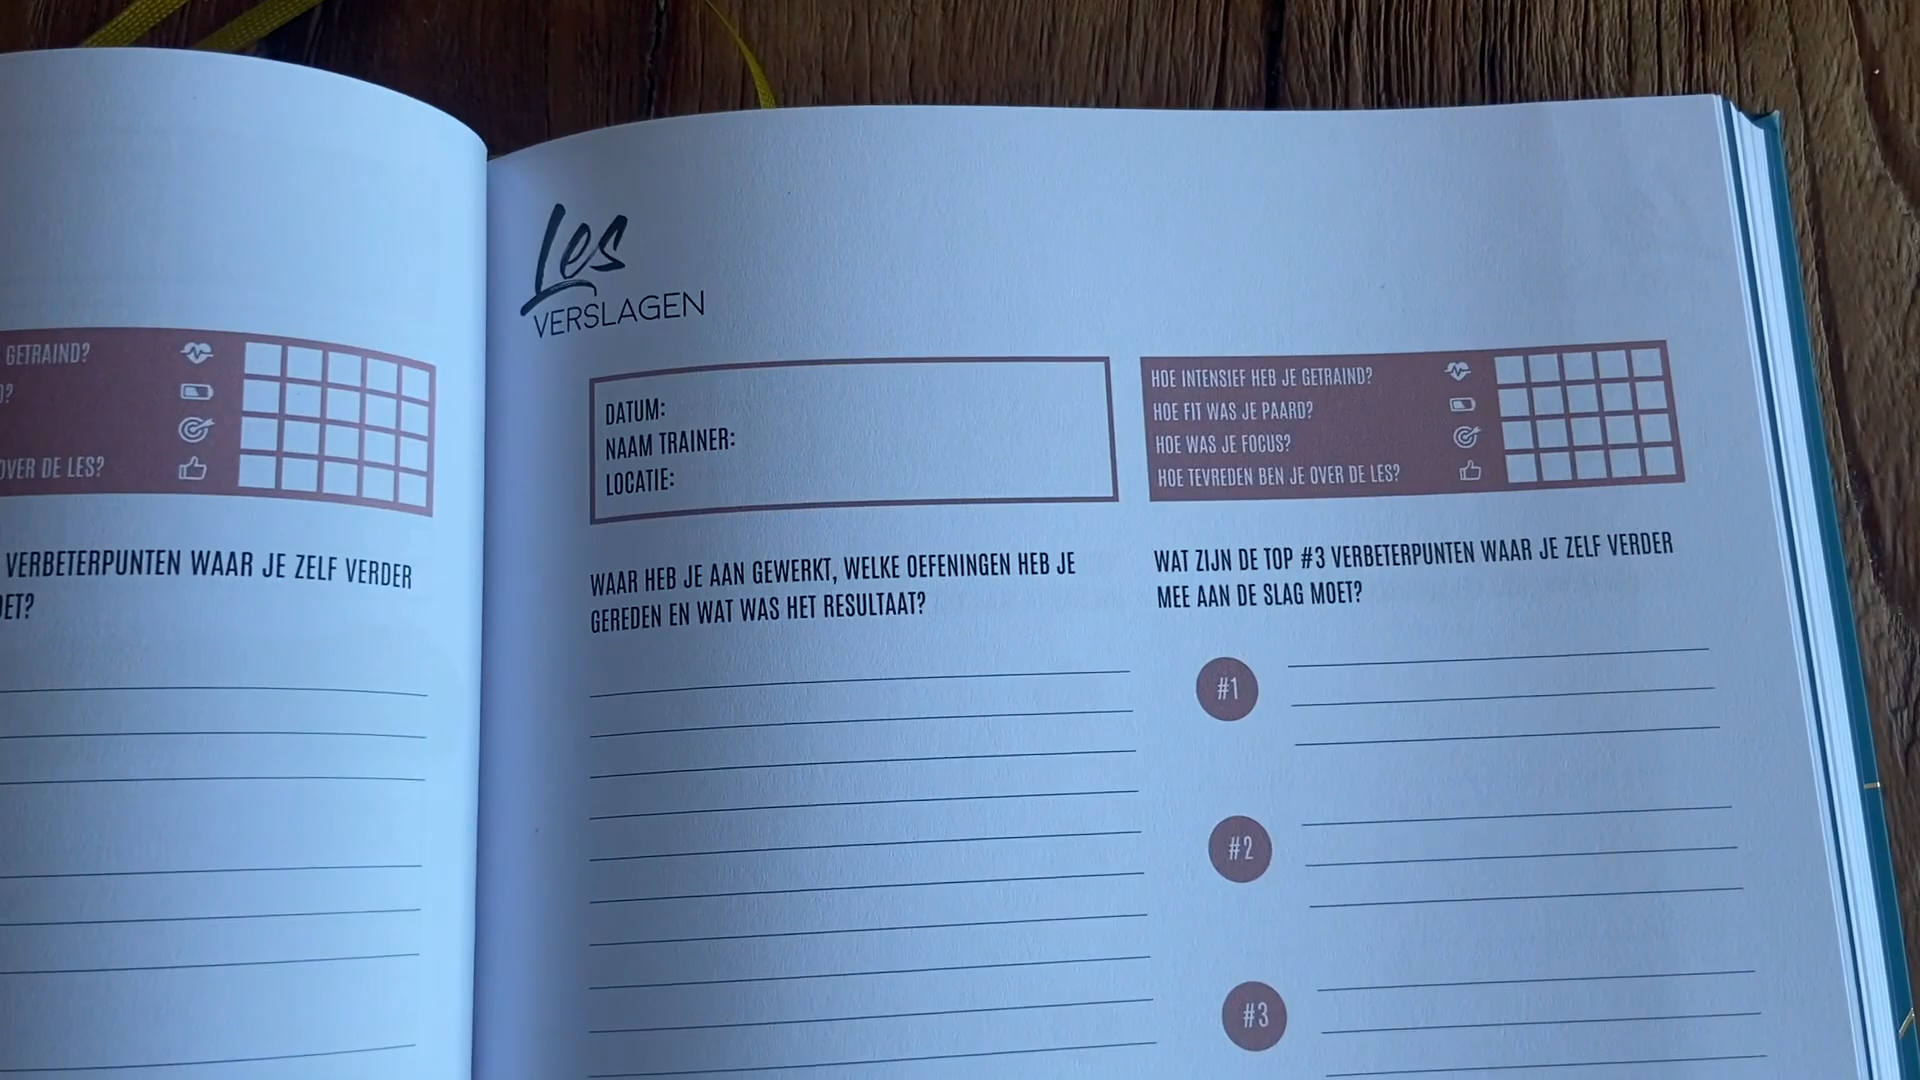 GETRAIND?
OVER DE LES?
VERBETERPUNTEN WAAR JE ZELF VERDER
Les
VERSLAGEN
DATUM:
NAAM TRAINER:
LOCATIE:
HOE INTENSIEF HEB JE GETRAIND?
HOE FIT WAS JE PAARD?
HOE WAS JE FOCUS?
HOE TEVREDEN BEN JE OVER DE LES?
WAAR HEB JE AAN GEWERKT, WELKE OEFENINGEN HEB JE
GEREDEN EN WAT WAS HET RESULTAAT?
WAT ZIJN DE TOP #3 VERBETERPUNTEN WAAR JE ZELF VERDER
MEE AAN DE SLAG MOET?
#1
#2
#3